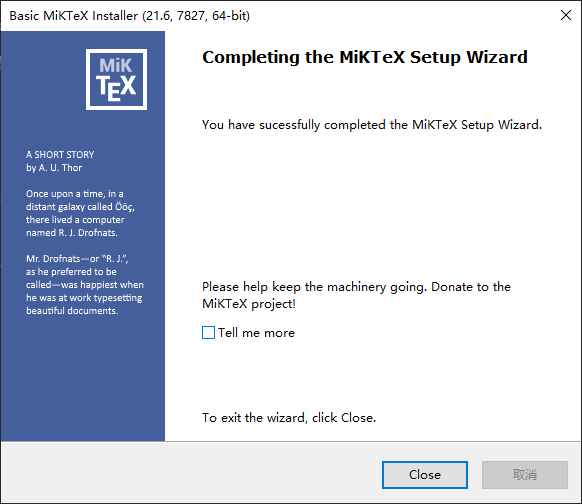 Basic MiKTeX Installer (21.6, 7827, 64-bit)
MiK
TEX
Completing the MiKTeX Setup Wizard
You have sucessfully completed the MiKTeX Setup Wizard.
A SHORT STORY
by A. U. Thor
Once upon a time, in a
distant galaxy called Ööç,
there lived a computer
named R. J. Drofnats.
Mr. Drofnats—or “R. J.”,
as he preferred to be
called—was happiest when
he was at work typesetting
beautiful documents.
Please help keep the machinery going. Donate to the
MiKTeX project!
Tell me more
To exit the wizard, click Close.
Close
取消